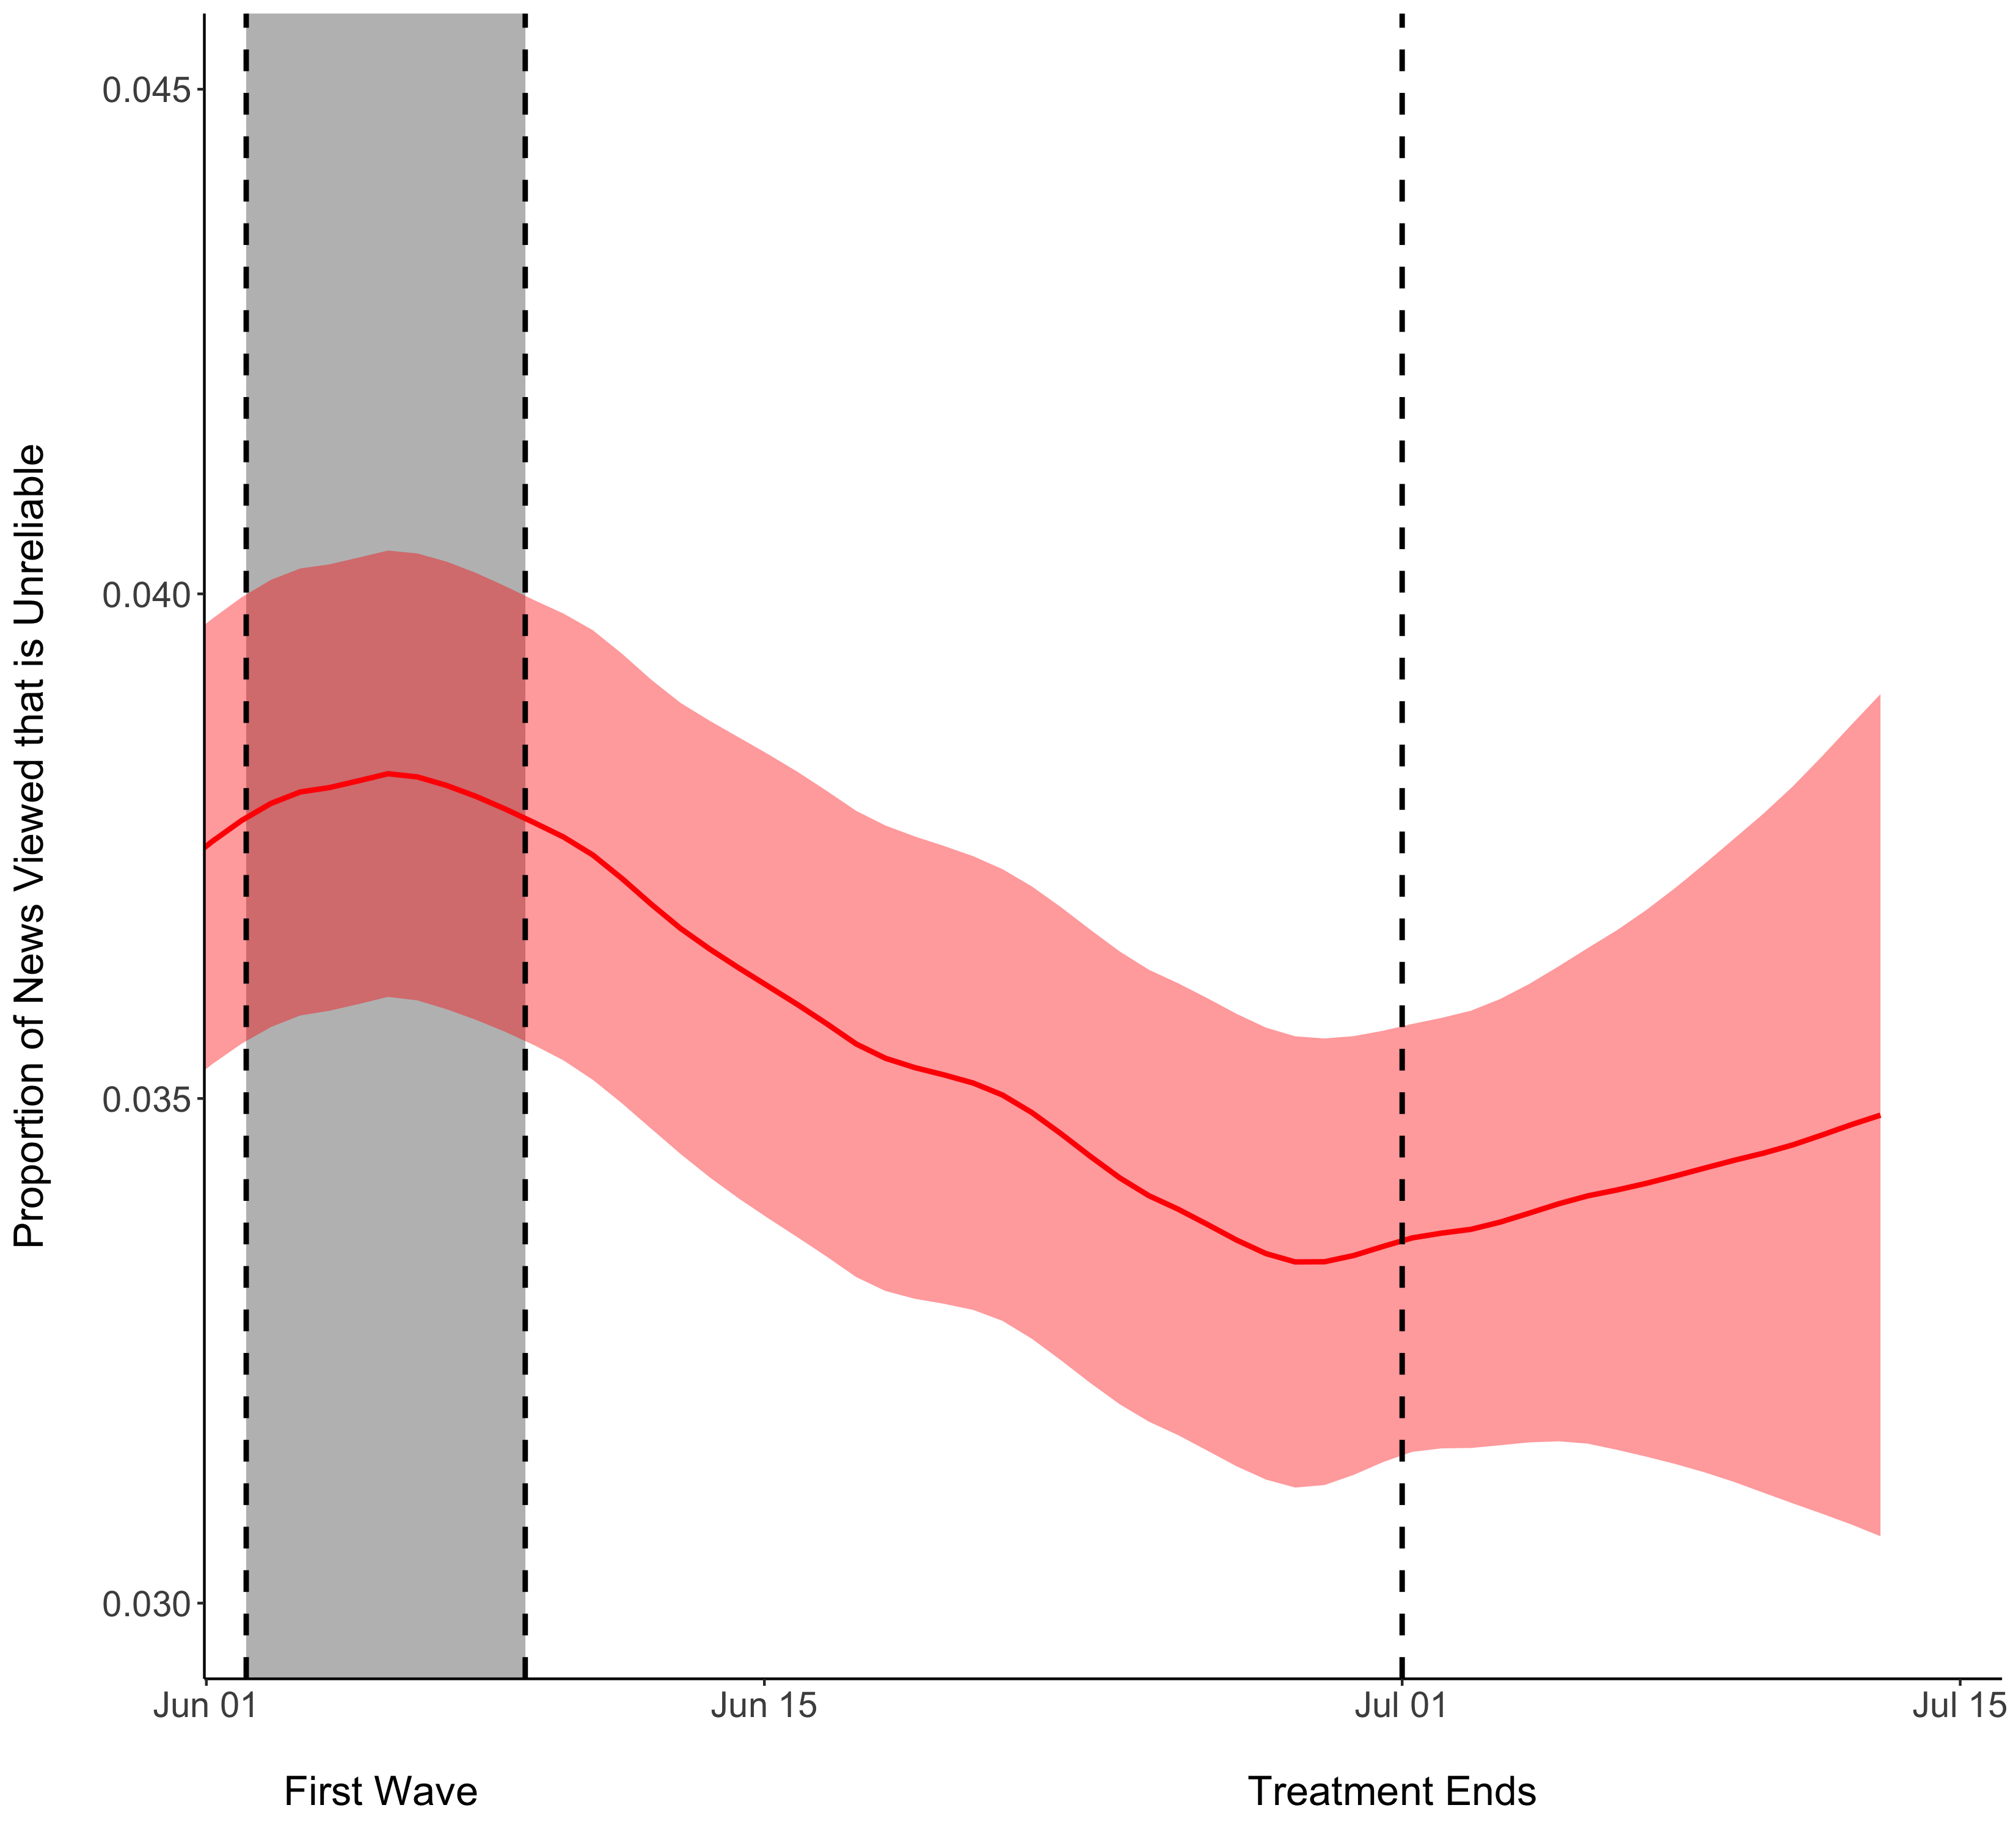 Proportion of News Viewed that is Unreliable
0.045
0.040
0.035
0.030
Jun 01
Jun 15
Jul 01
Jul 15
First Wave
Treatment Ends